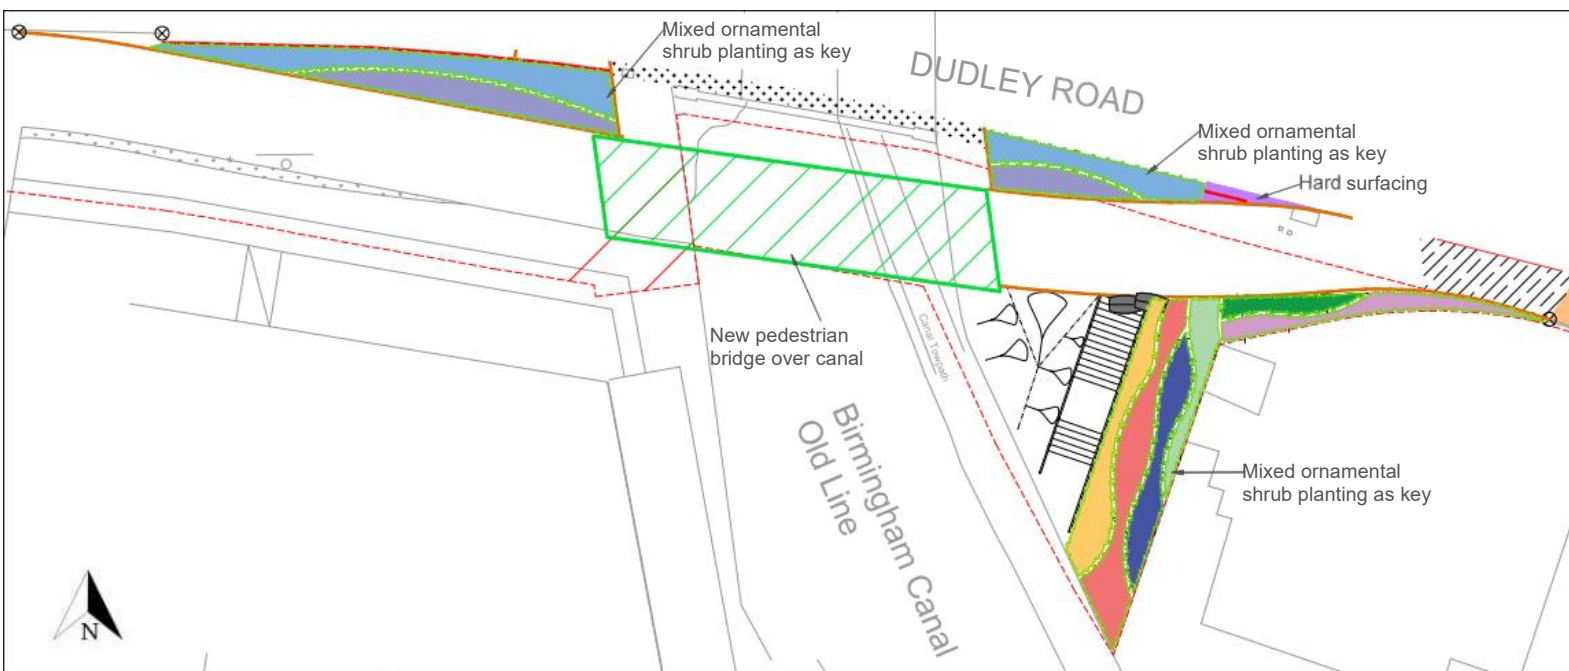 Mixed ornamental
shrub planting as key
DUDLEY ROAD
Mixed ornamental
shrub planting as key
Hard surfacing
New pedestrian
bridge over canal
Canal Towpath
Birmingham Canal
Old Line
Mixed ornamental
shrub planting as key
N